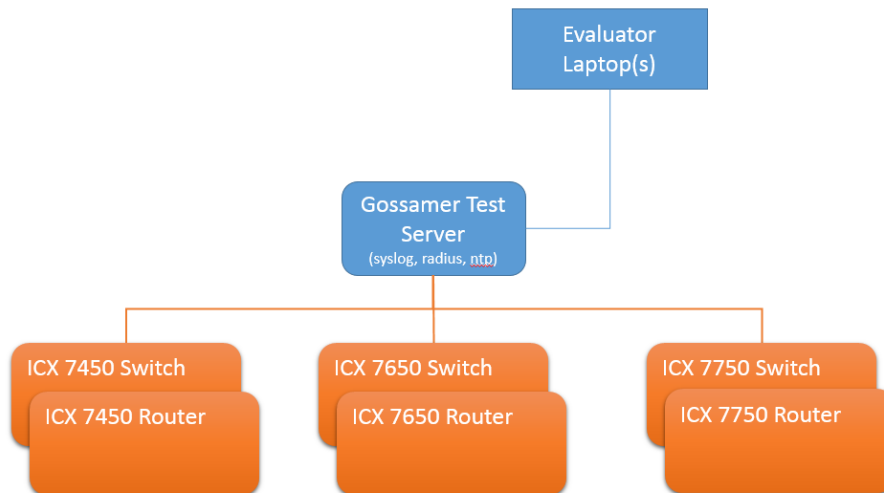 Evaluator
Laptop(s)
Gossamer Test
Server
(syslog, radius, ntp)
ICX 7450 Switch
ICX 7450 Router
ICX 7650 Switch
ICX 7650 Router
ICX 7750 Switch
ICX 7750 Router